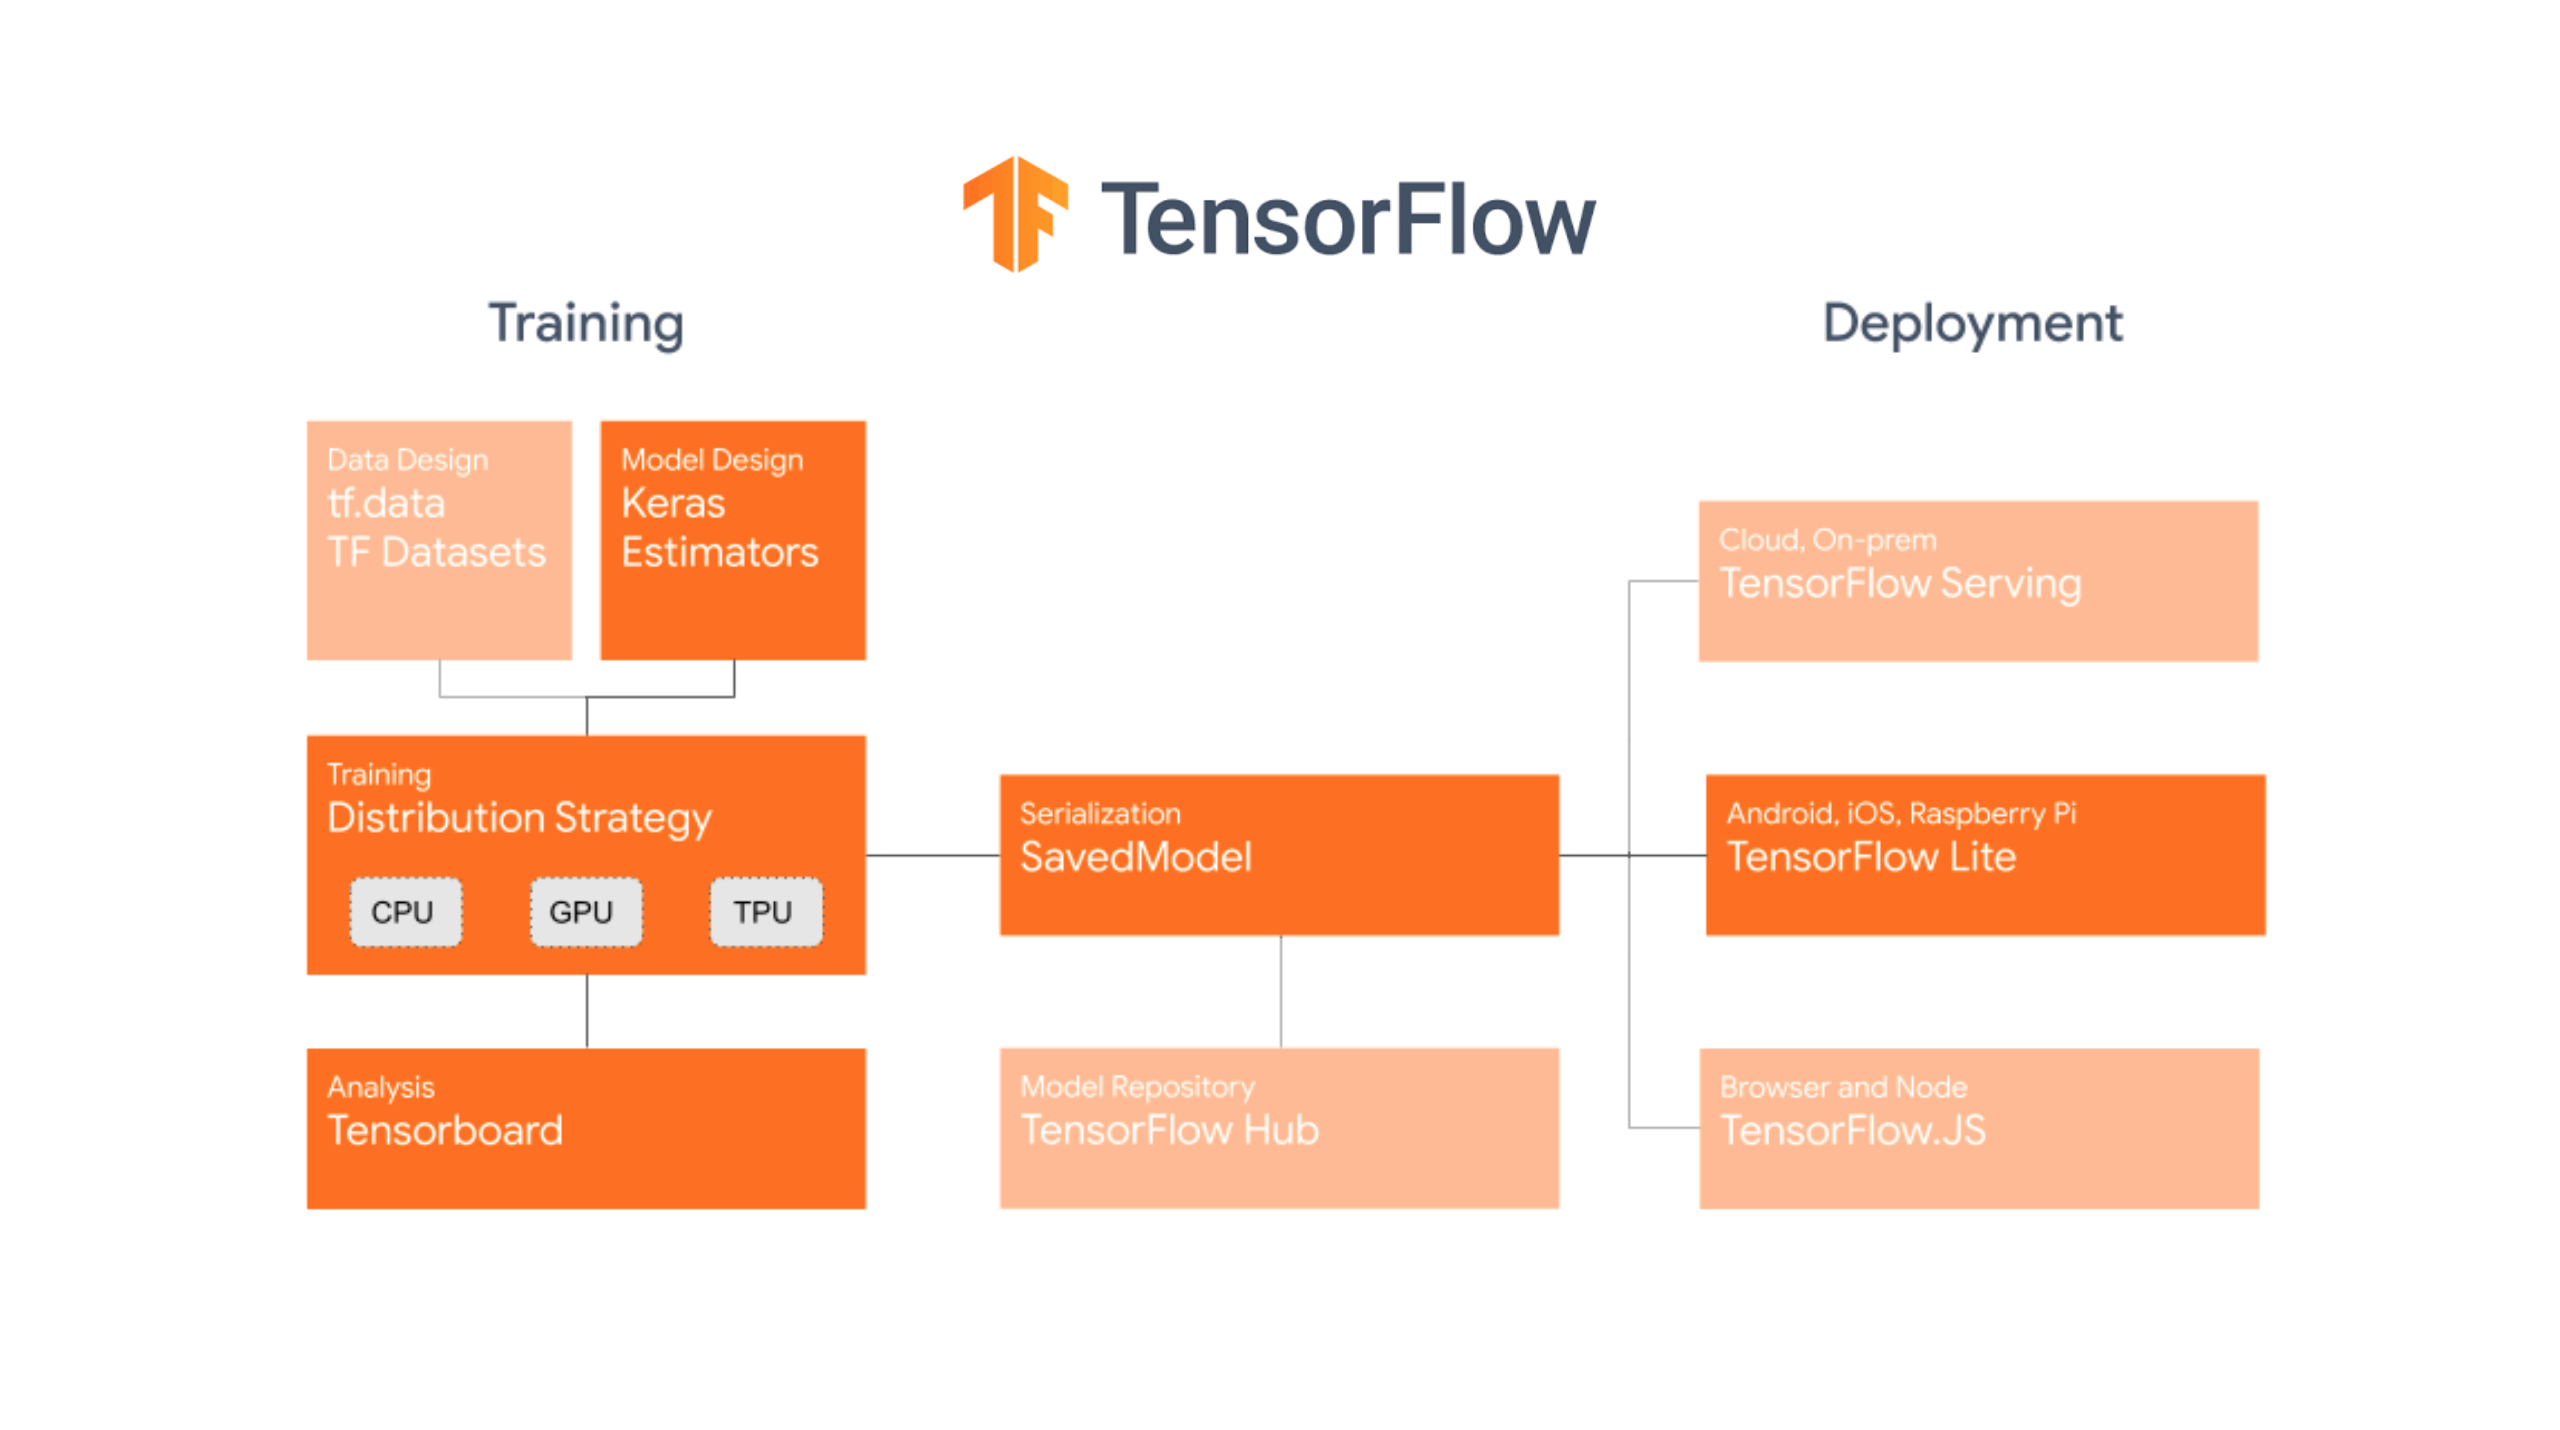 TensorFlow
Training
Deployment
Data Design
tf.data
TF Datasets
Model Design
Keras
Estimators
Training
Distribution Strategy
CPU
GPU
TPU
Analysis
Tensorboard
Serialization
SavedModel
Model Repository
TensorFlow Hub
Cloud, On-prem
TensorFlow Serving
Android, iOS, Raspberry Pi
TensorFlow Lite
Browser and Node
TensorFlow.JS